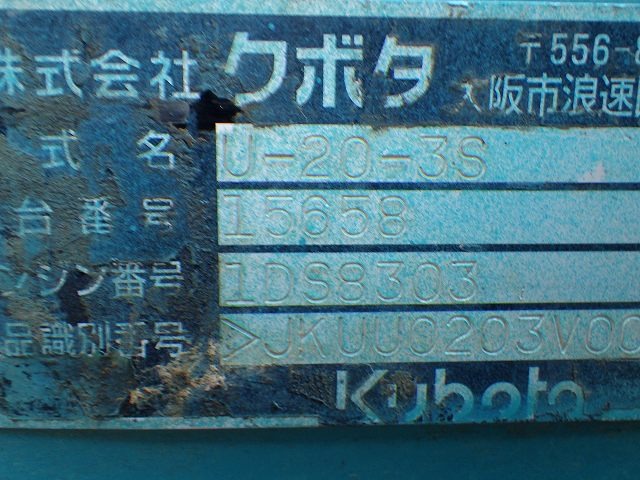 株式会社 クボタ 〒556-8
大阪市浪速区
式名 U-20-3S
台番号 15658
ンジン番号 1DS8303
品識別番号 >JKUU0203V00
Kubota